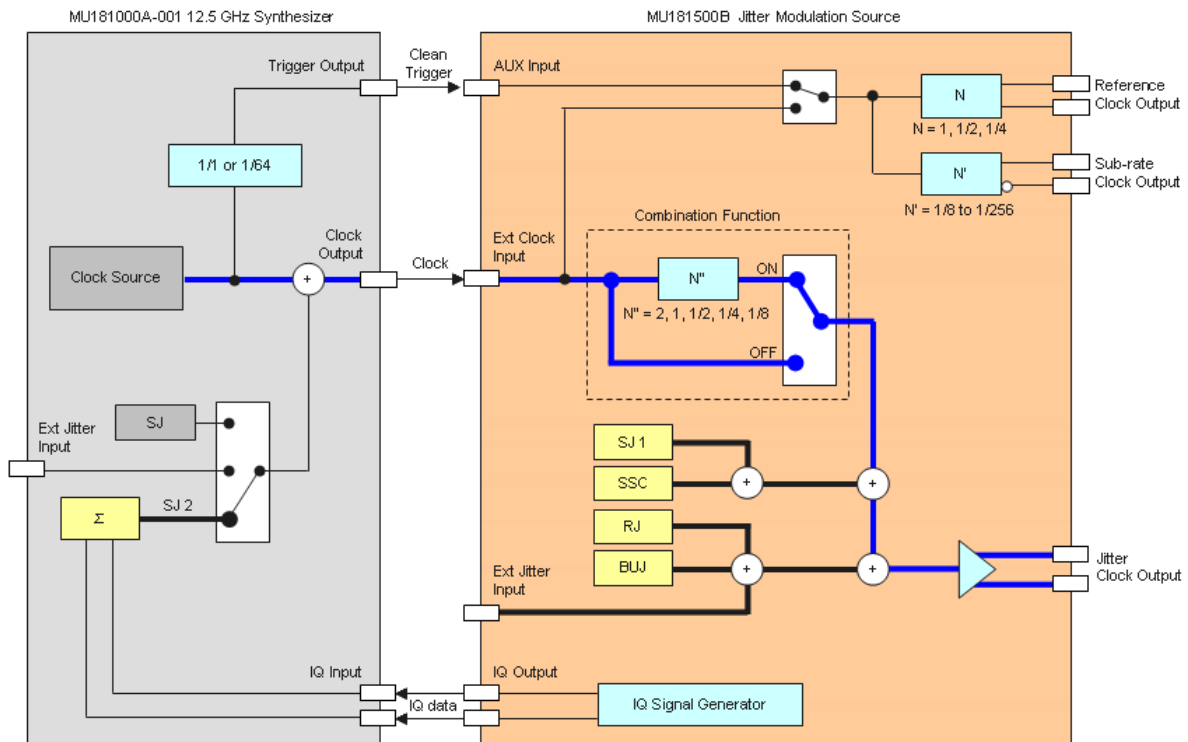 MU181000A-001 12.5 GHz Synthesizer
MU181500B Jitter Modulation Source
Trigger Output
Clean
Trigger
AUX Input
N
N = 1, 1/2, 1/4
Reference
Clock Output
1/1 or 1/64
N'
N' = 1/8 to 1/256
Sub-rate
Clock Output
Combination Function
Clock Source
+
Clock
Output
Clock
Ext Clock
Input
N"
N" = 2, 1, 1/2, 1/4, 1/8
ON
OFF
SJ
Ext Jitter
Input
Σ
SJ 2
SJ 1
SSC
+
+
RJ
BUJ
+
+
Ext Jitter
Input
Jitter
Clock Output
IQ Input
IQ data
IQ Output
IQ Signal Generator